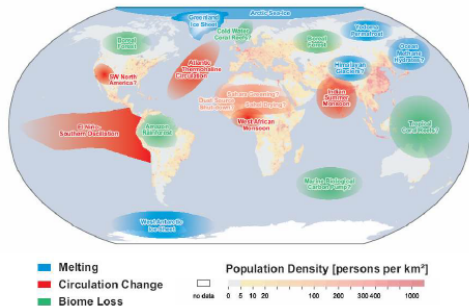 Arctic Sea Ice
Greenland
Ice Sheet
Boreal
Forest
Cold Water
Coral Reefs?
Boreal
Forest
Yedoma
Permafrost
Atlantic
Thermohaline
Circulation
Ocean
Methane
Hydrates?
SW North
America?
Himalayan
Glaciers?
Sahara Greening?
Dust Source
Sahel Drying?
Indian
Summer
Monsoon
West African
Monsoon
El Niño
Southern Oscillation
Amazon
Rainforest
Tropical
Coral Reefs?
Marine Biological
Carbon Pump?
West Antarctic
Ice Sheet
Melting
Circulation Change
Biome Loss
Population Density [persons per km²]
no data
0 5 10 20 100 200 300 400 1000